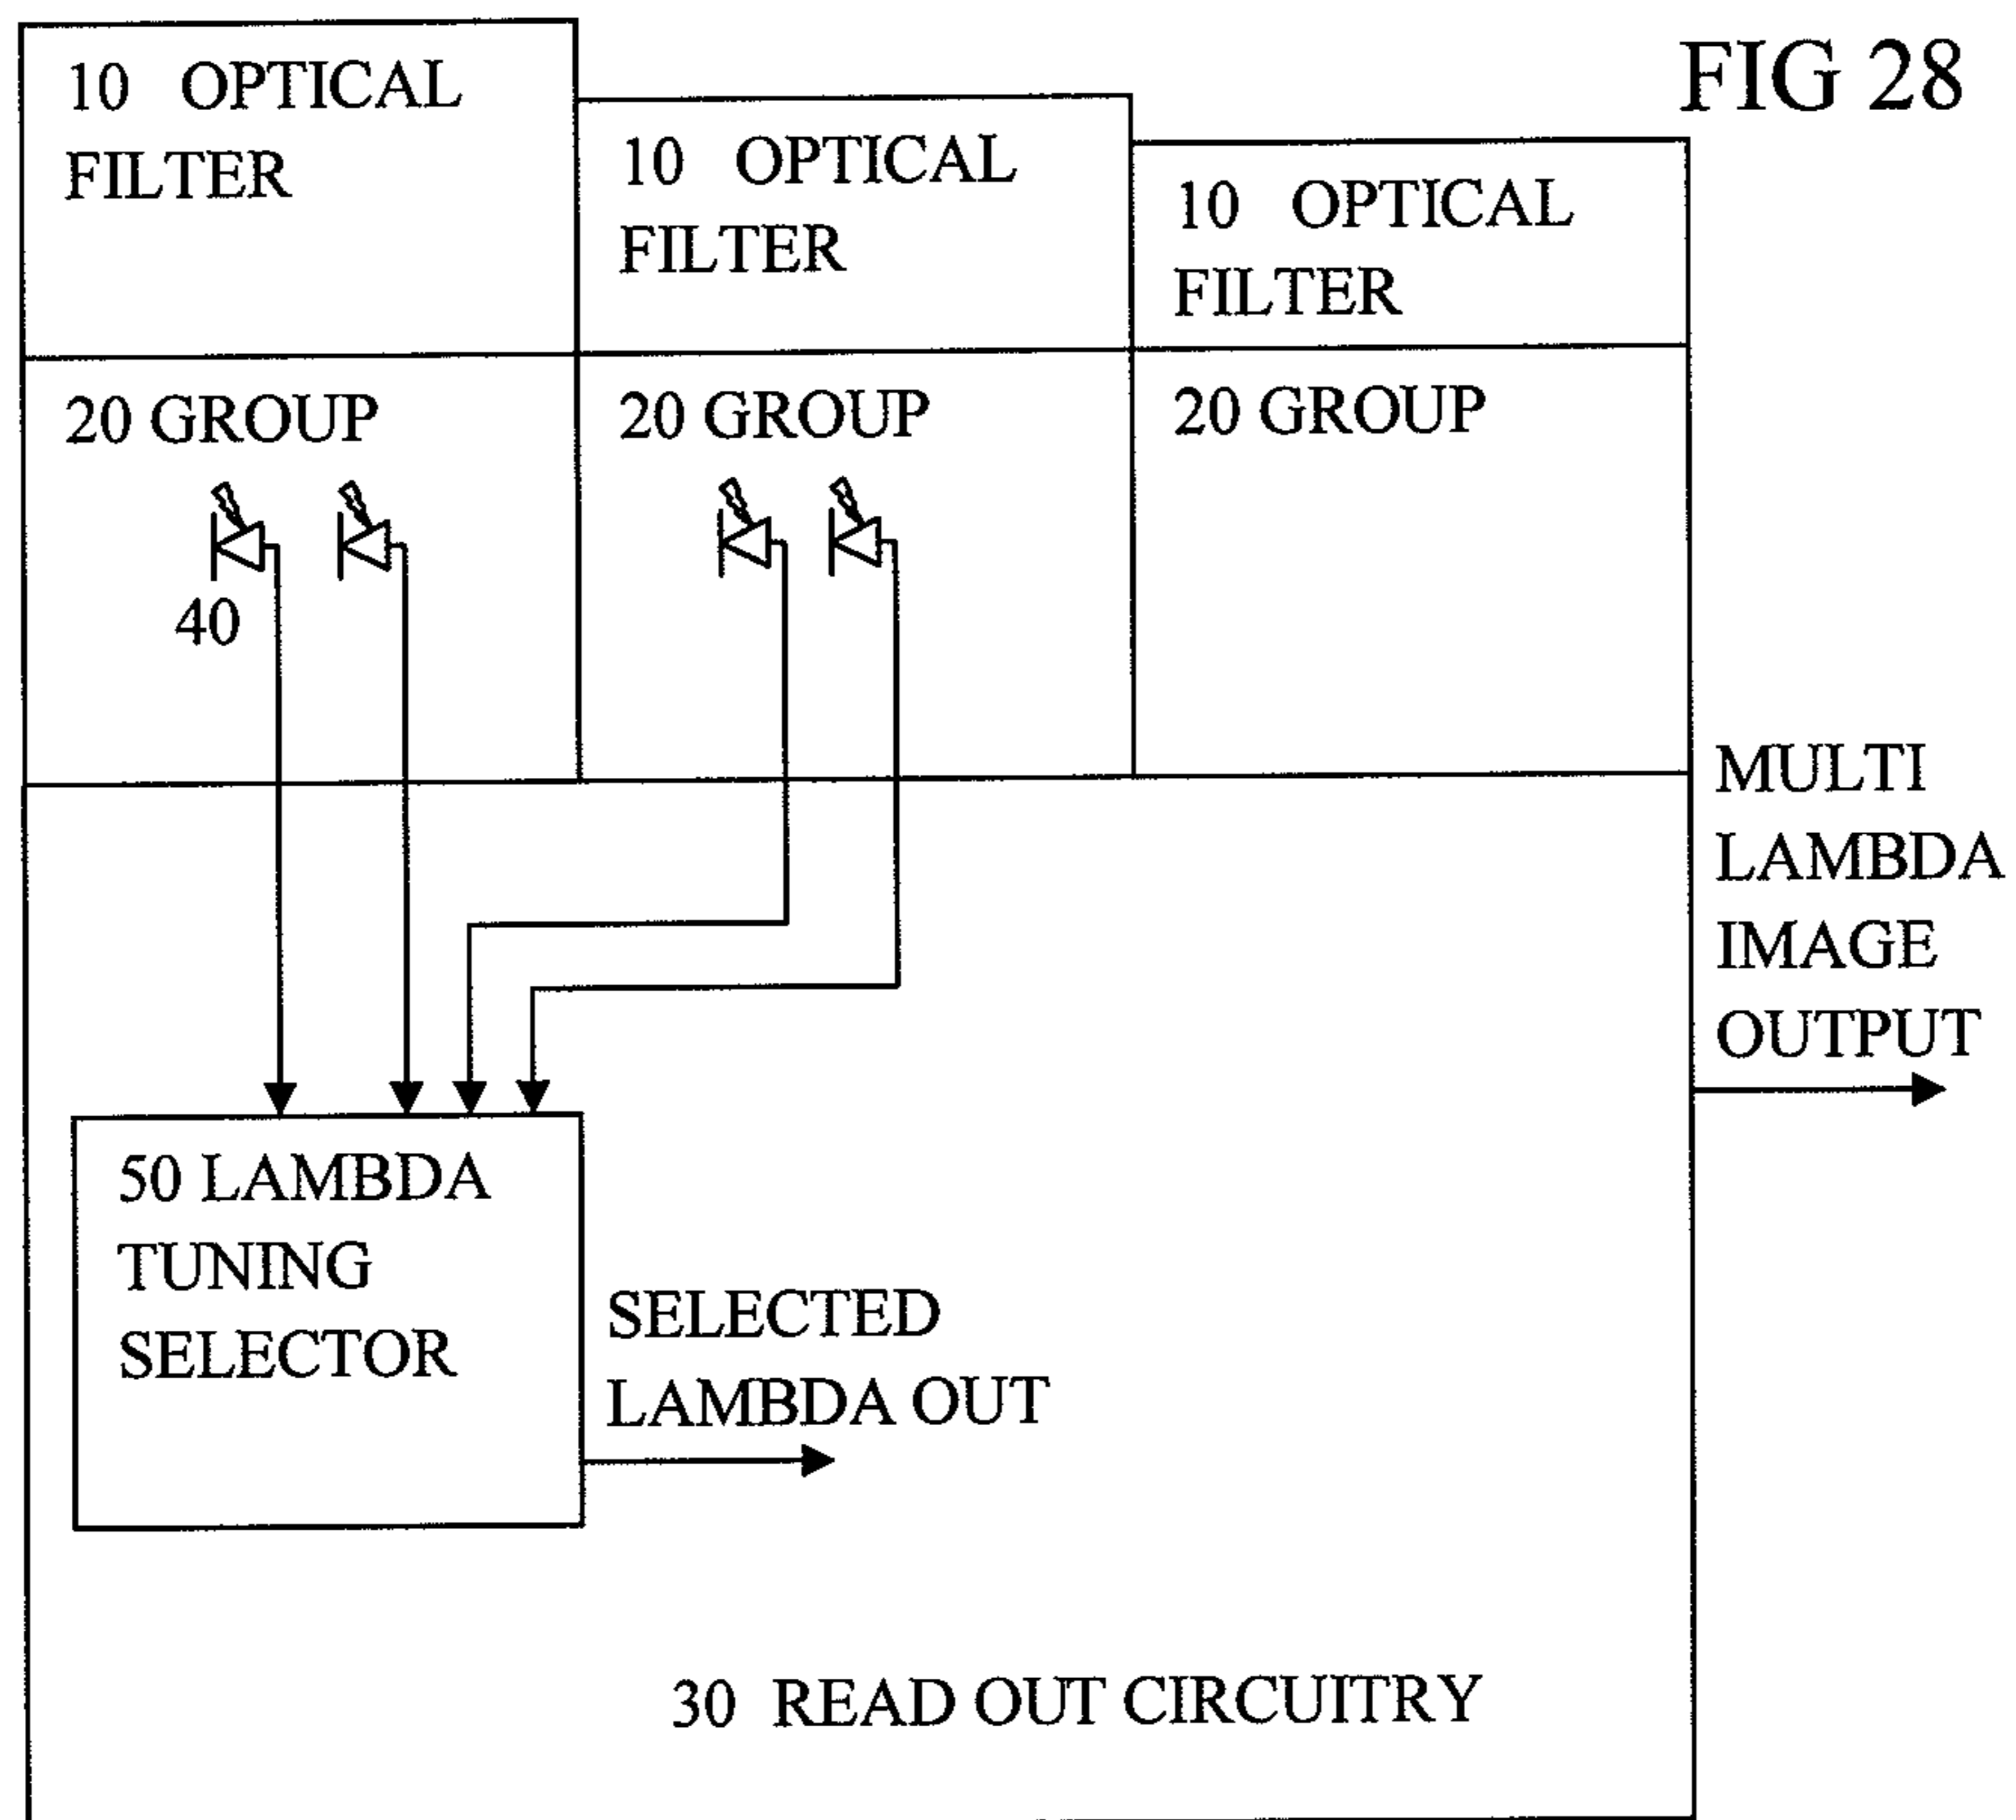 FIG 28
10 OPTICAL
FILTER
10 OPTICAL
FILTER
10 OPTICAL
FILTER
20 GROUP
20 GROUP
20 GROUP
40
MULTI
LAMBDA
IMAGE
OUTPUT
50 LAMBDA
TUNING
SELECTOR
SELECTED
LAMBDA OUT
30 READ OUT CIRCUITRY